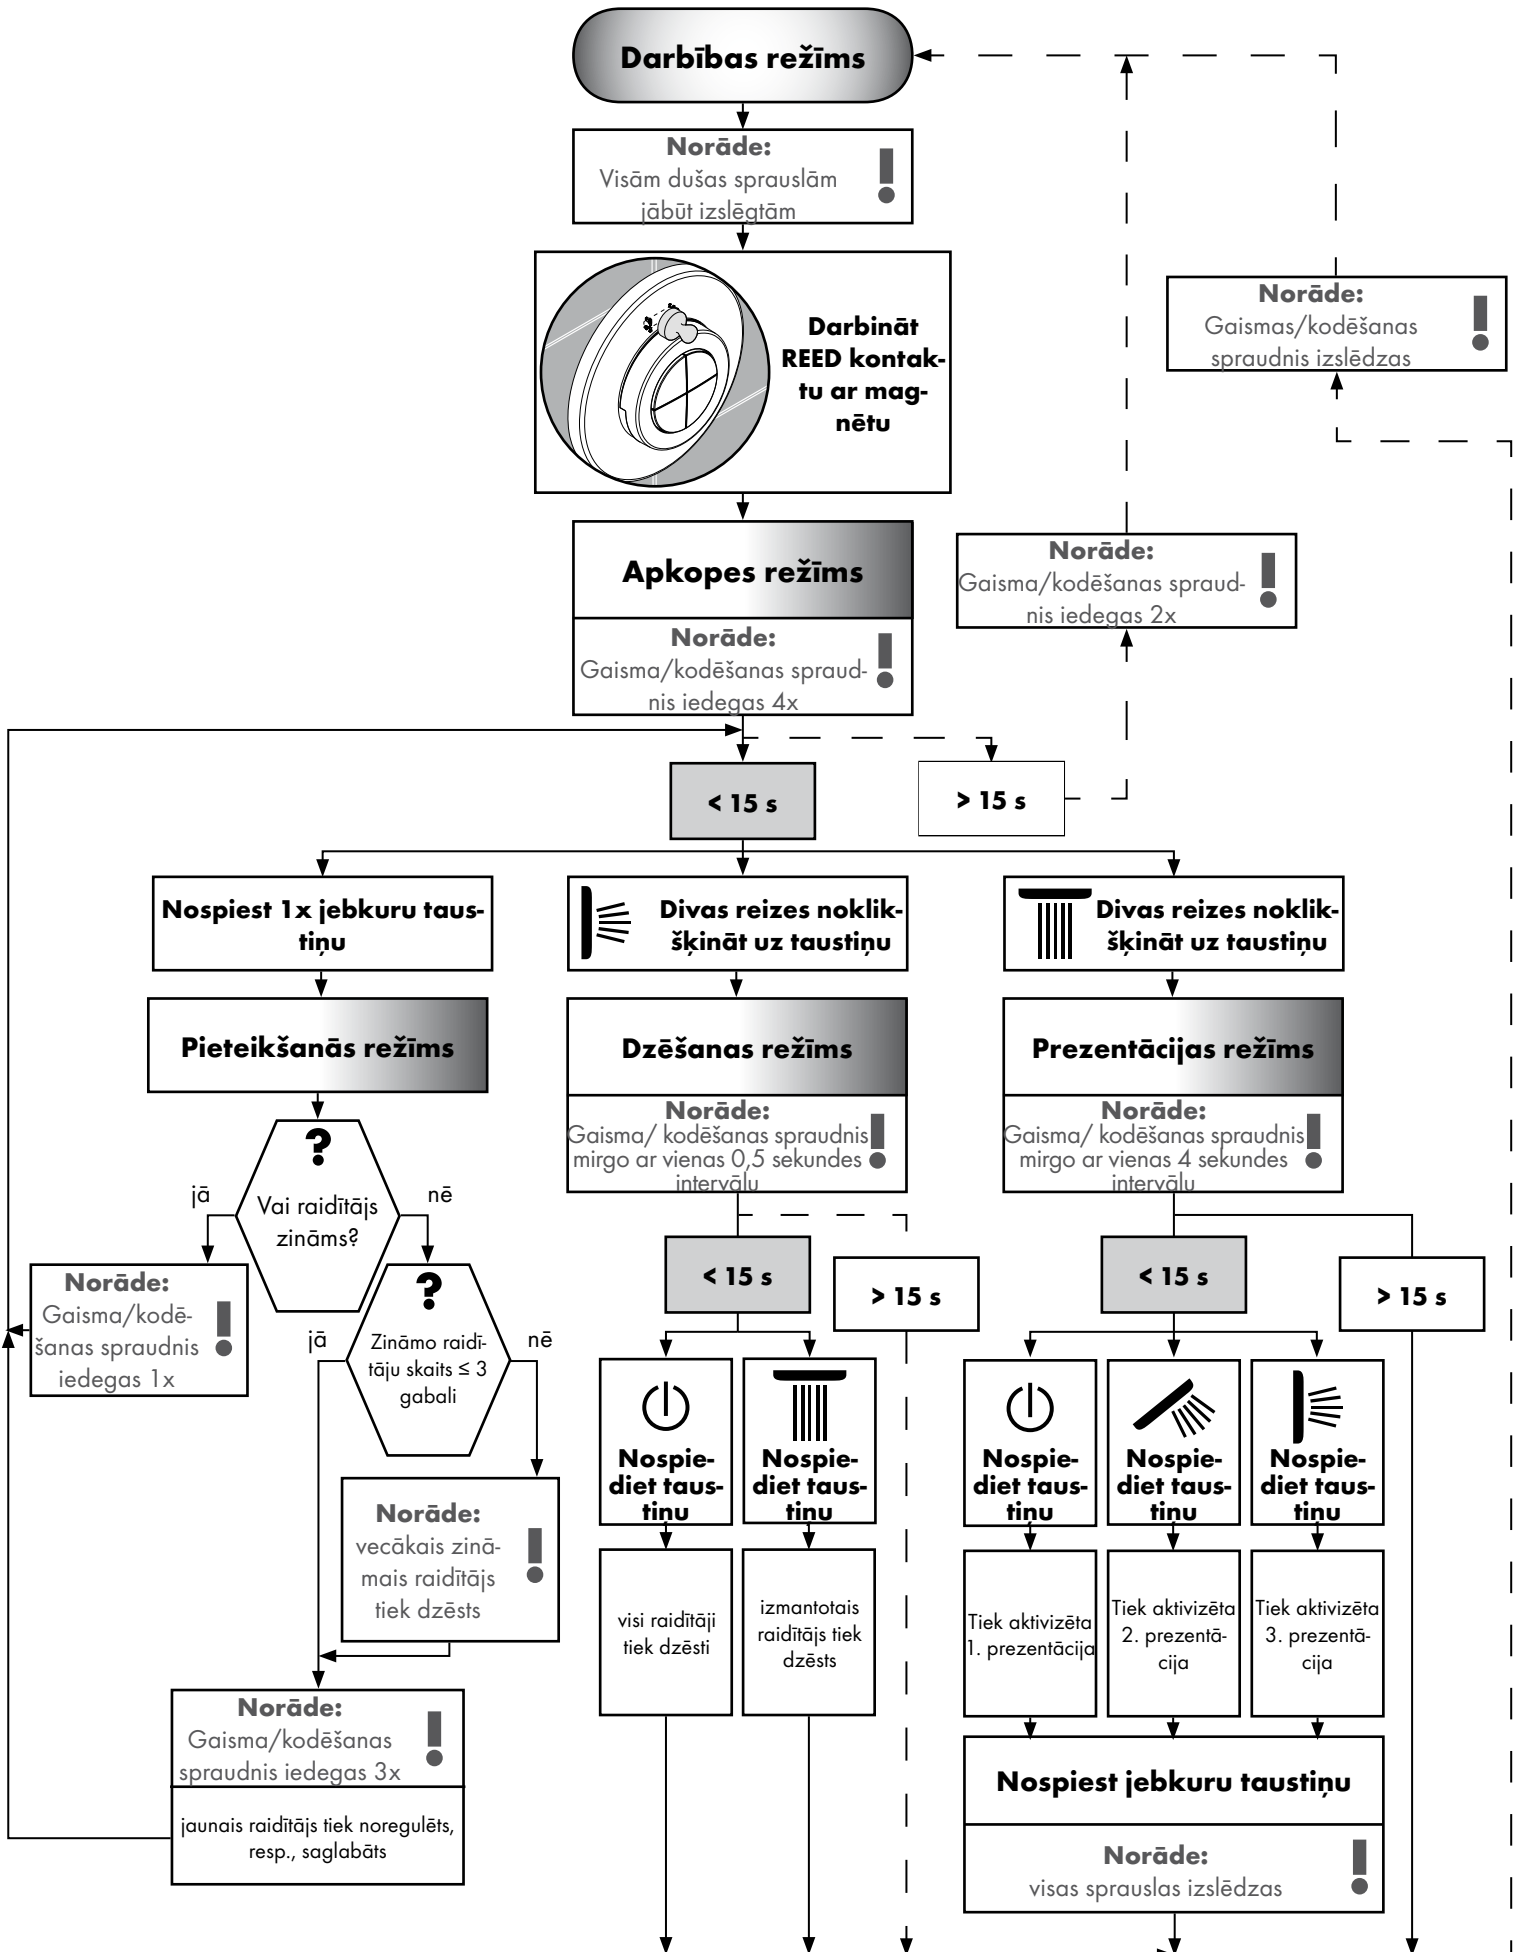 Darbības režīms
Norāde:
Visām dušas sprauslām
jābūt izslēgtām
Darbināt
REED kontak-
tu ar mag-
nētu
Norāde:
Gaismas/kodēšanas
spraudnis izslēdzas
Apkopes režīms
Norāde:
Gaisma/kodēšanas spraud-
nis iedegas 4x
Norāde:
Gaisma/kodēšanas spraud-
nis iedegas 2x
< 15 s
> 15 s
Nospiest 1x jebkuru taus-
tiņu
Divas reizes noklik-
šķināt uz taustiņu
Divas reizes noklik-
šķināt uz taustiņu
Pieteikšanās režīms
Dzēšanas režīms
Norāde:
Gaisma/ kodēšanas spraudnis
mirgo ar vienas 0,5 sekundes
intervālu
Prezentācijas režīms
Norāde:
Gaisma/ kodēšanas spraudnis
mirgo ar vienas 4 sekundes
intervālu
?
Vai raidītājs
zināms?
jā
nē
Norāde:
Gaisma/kodē-
šanas spraudnis
iedegas 1x
?
Zināmo raidī-
tāju skaits ≤ 3
gabali
jā
nē
< 15 s
> 15 s
< 15 s
> 15 s
Nospie-
diet taus-
tiņu
Nospie-
diet taus-
tiņu
Nospie-
diet taus-
tiņu
Nospie-
diet taus-
tiņu
Nospie-
diet taus-
tiņu
Norāde:
vecākais zinā-
mais raidītājs
tiek dzēsts
visi raidītāji
tiek dzēsti
izmantotais
raidītājs tiek
dzēsts
Tiek aktivizēta
1. prezentācija
Tiek aktivizēta
2. prezentā-
cija
Tiek aktivizēta
3. prezentā-
cija
Norāde:
Gaisma/kodēšanas
spraudnis iedegas 3x
jaunais raidītājs tiek noregulēts,
resp., saglabāts
Nospiest jebkuru taustiņu
Norāde:
visas sprauslas izslēdzas